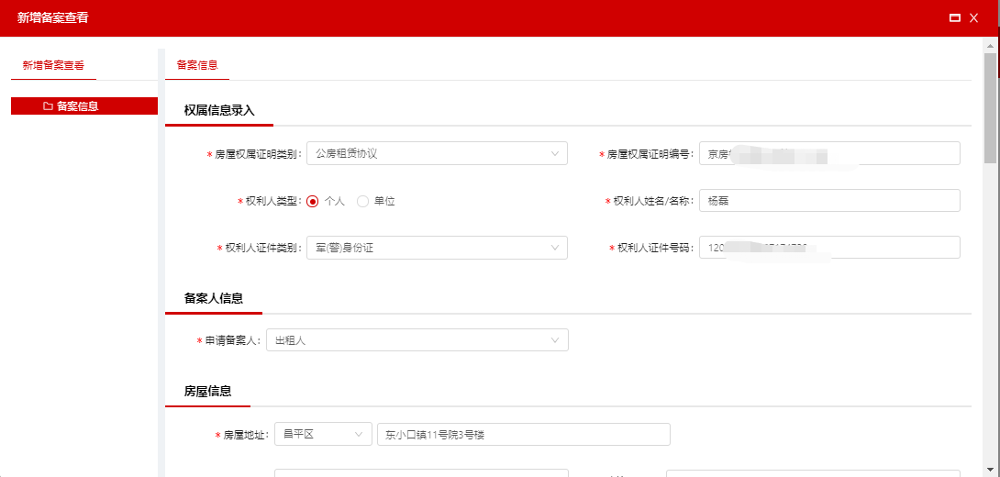 新增备案查看
新增备案查看
备案信息
备案信息
权属信息录入
* 房屋权属证明类别: 公房租赁协议
* 房屋权属证明编号: 京房
* 权利人类型: 个人 单位
* 权利人姓名/名称: 杨磊
* 权利人证件类别: 军(警)身份证
* 权利人证件号码: 120
备案人信息
* 申请备案人: 出租人
房屋信息
* 房屋地址: 昌平区 东小口镇11号院3号楼